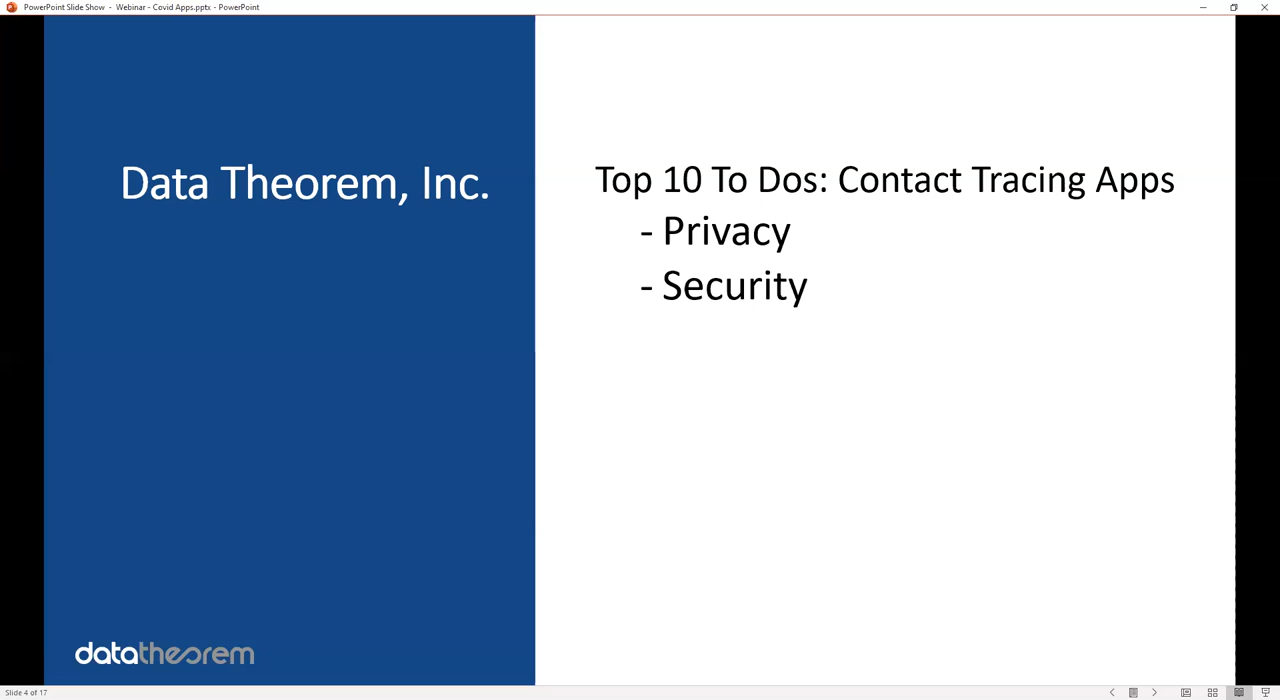 PowerPoint Slide Show - Webinar - Covid Apps.pptx - PowerPoint
Data Theorem, Inc.
Top 10 To Dos: Contact Tracing Apps
- Privacy
- Security
datatheorem
Slide 4 of 17